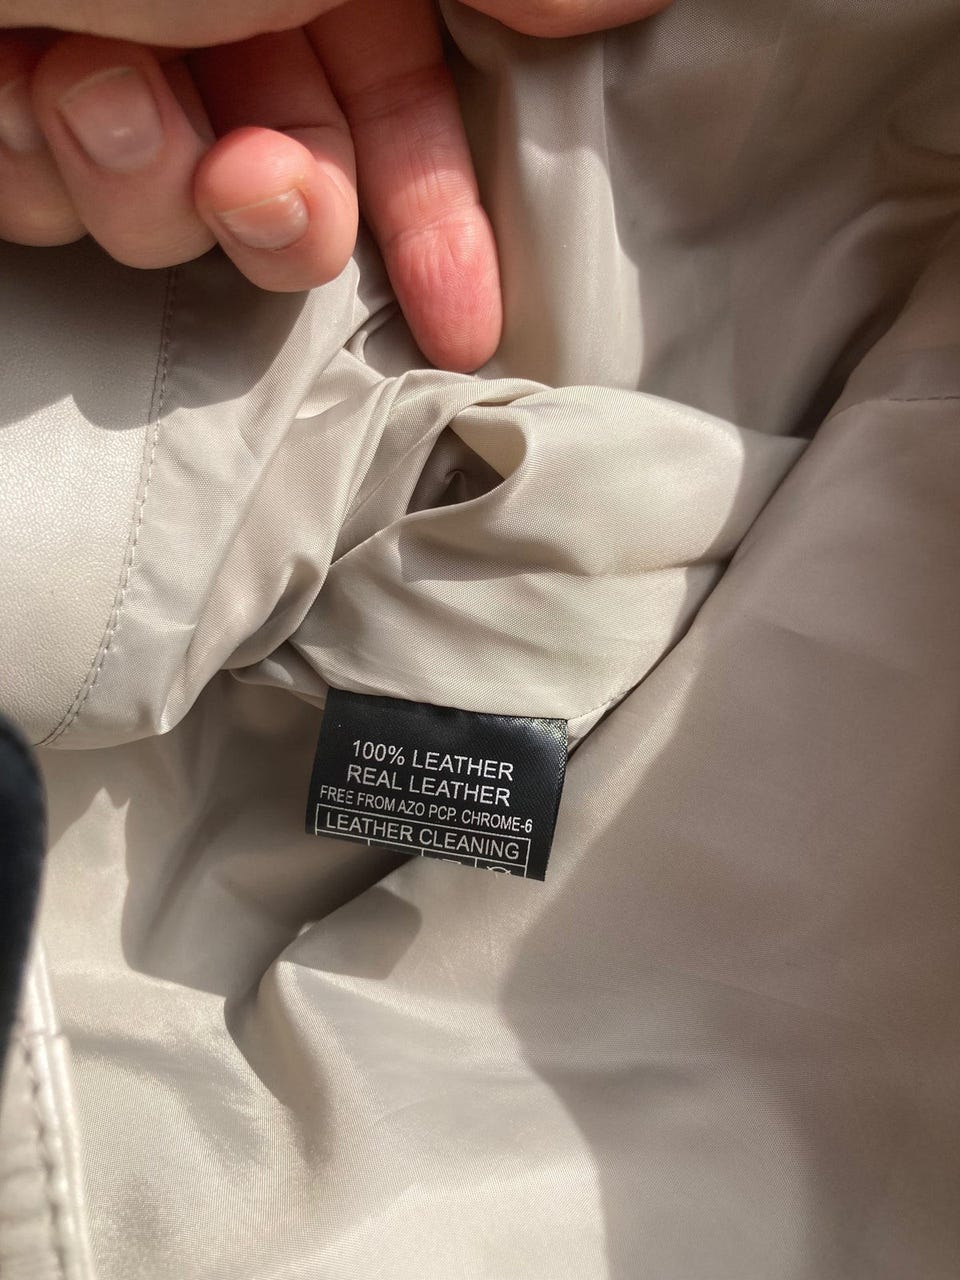 100% LEATHER
REAL LEATHER
FREE FROM AZO PCP. CHROME-6
LEATHER CLEANING